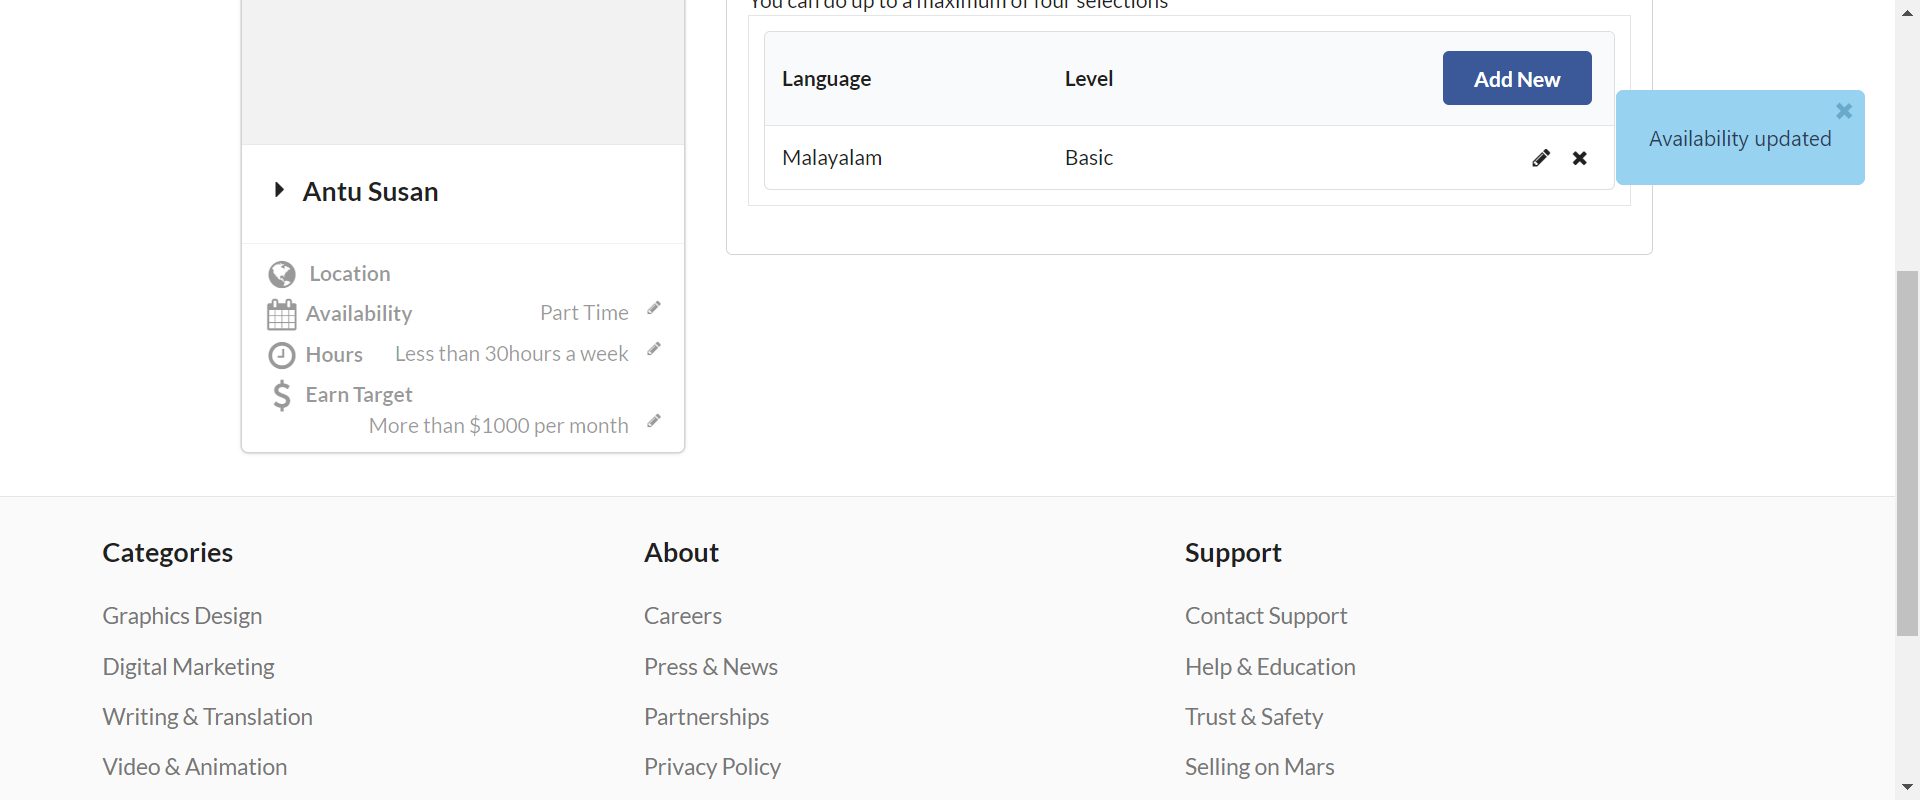 You can do up to a maximum of four selections
Language Level Add New
Malayalam Basic
Availability updated
Antu Susan
Location
Availability Part Time
Hours Less than 30hours a week
Earn Target
More than $1000 per month
Categories
Graphics Design
Digital Marketing
Writing & Translation
Video & Animation
About
Careers
Press & News
Partnerships
Privacy Policy
Support
Contact Support
Help & Education
Trust & Safety
Selling on Mars